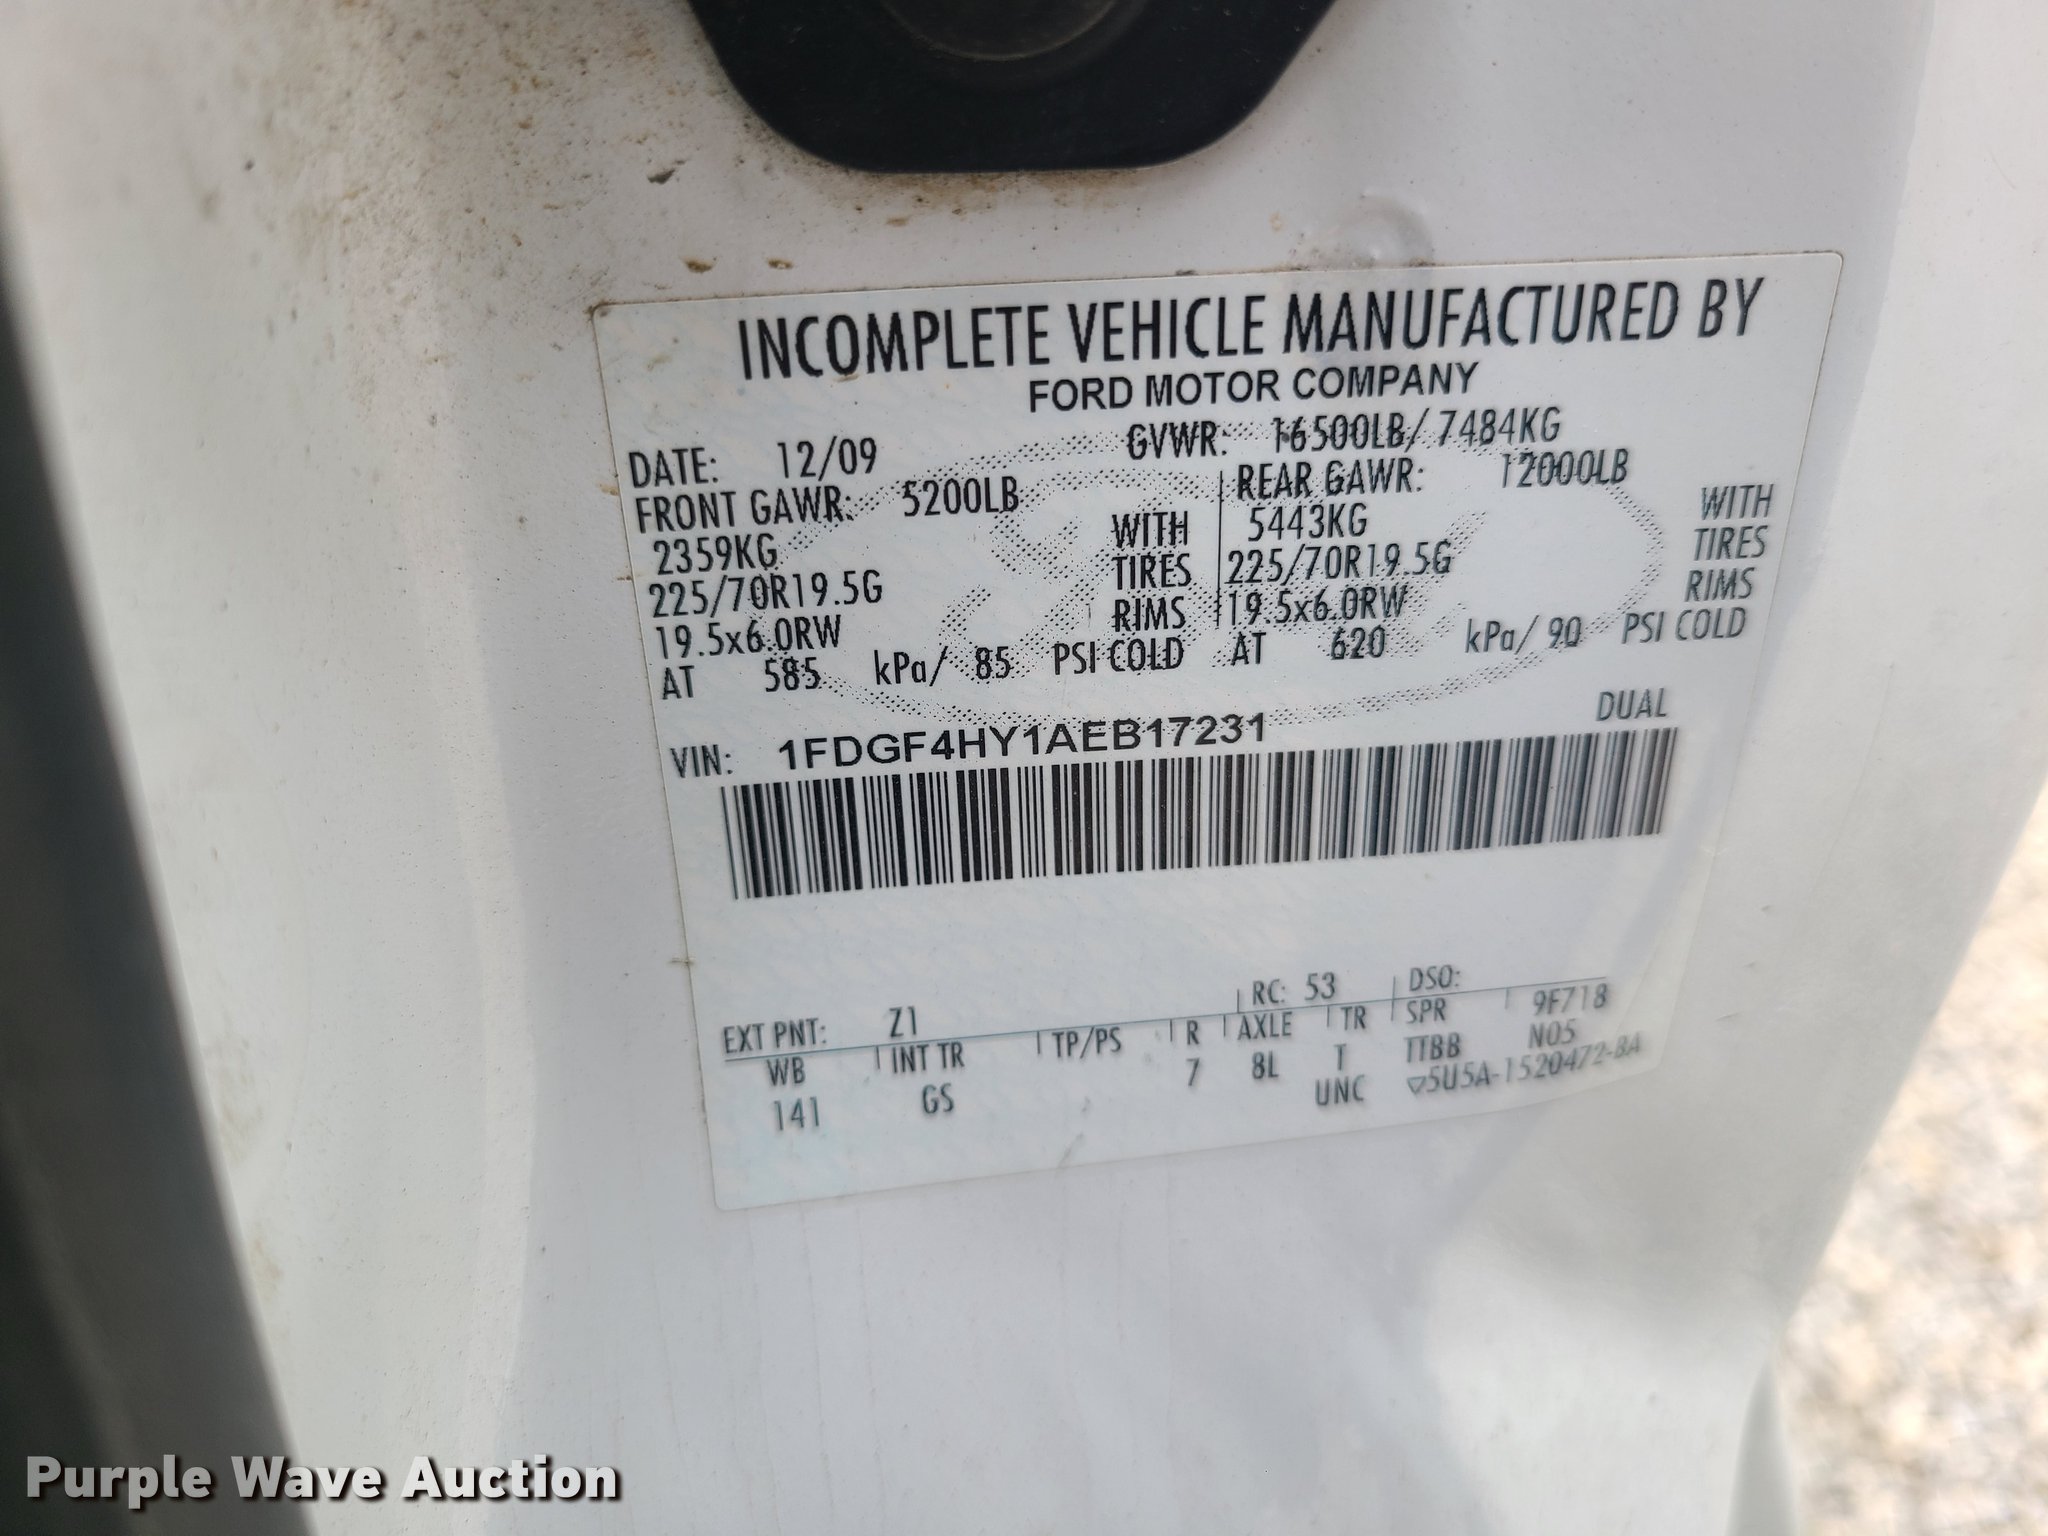 INCOMPLETE VEHICLE MANUFACTURED BY
FORD MOTOR COMPANY
DATE: 12/09 GVWR: 16500LB/ 7484KG
FRONT GAWR: 5200LB REAR GAWR: 12000LB
2359KG WITH 5443KG WITH
225/70R19.5G TIRES 225/70R19.5G TIRES
19.5x6.0RW RIMS 19.5x6.0RW RIMS
AT 585 kPa/ 85 PSI COLD AT 620 kPa/ 90 PSI COLD
DUAL
VIN: 1FDGF4HY1AEB17231
EXT PNT: Z1 RC: 53 DSO:
WB INT TR TP/PS R AXLE TR SPR 9F718
141 GS 7 8L T TTBB N05
UNC ▽5U5A-1520472-BA
Purple Wave Auction